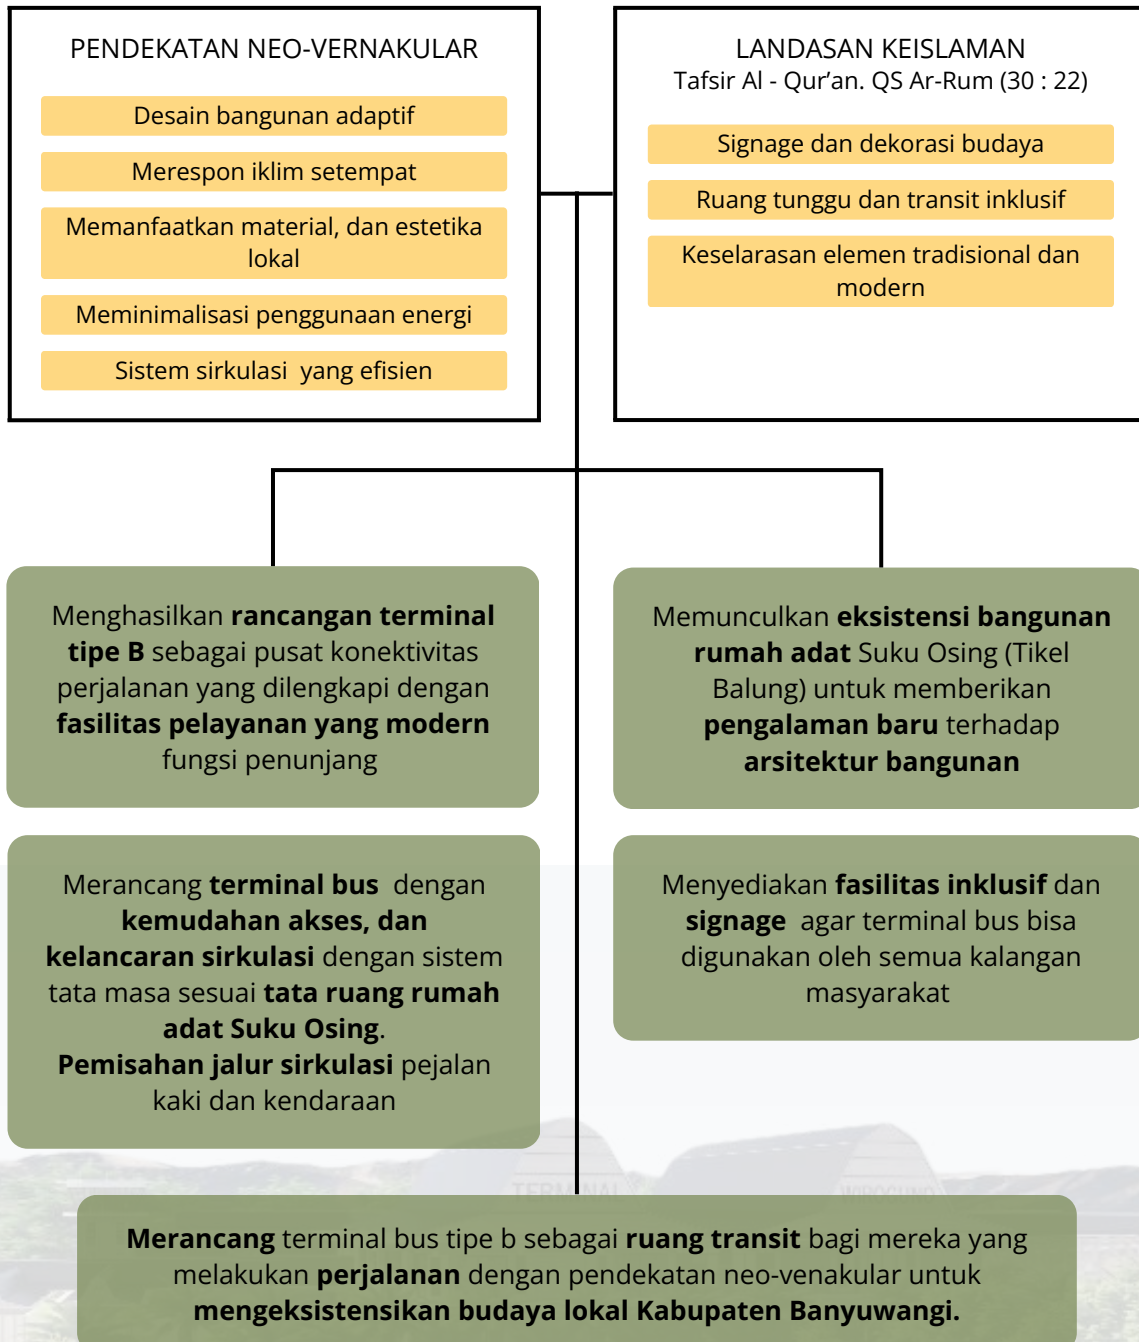 PENDEKATAN NEO-VERNAKULAR
Desain bangunan adaptif
Merespon iklim setempat
Memanfaatkan material, dan estetika
lokal
Meminimalisasi penggunaan energi
Sistem sirkulasi yang efisien
LANDASAN KEISLAMAN
Tafsir Al - Qur'an. QS Ar-Rum (30 : 22)
Signage dan dekorasi budaya
Ruang tunggu dan transit inklusif
Keselarasan elemen tradisional dan
modern
Menghasilkan rancangan terminal
tipe B sebagai pusat konektivitas
perjalanan yang dilengkapi dengan
fasilitas pelayanan yang modern
fungsi penunjang
Memunculkan eksistensi bangunan
rumah adat Suku Osing (Tikel
Balung) untuk memberikan
pengalaman baru terhadap
arsitektur bangunan
Merancang terminal bus dengan
kemudahan akses, dan
kelancaran sirkulasi dengan sistem
tata masa sesuai tata ruang rumah
adat Suku Osing.
Pemisahan jalur sirkulasi pejalan
kaki dan kendaraan
Menyediakan fasilitas inklusif dan
signage agar terminal bus bisa
digunakan oleh semua kalangan
masyarakat
TERMINAL
WIROGUNO
Merancang terminal bus tipe b sebagai ruang transit bagi mereka yang
melakukan perjalanan dengan pendekatan neo-venakular untuk
mengeksistensikan budaya lokal Kabupaten Banyuwangi.